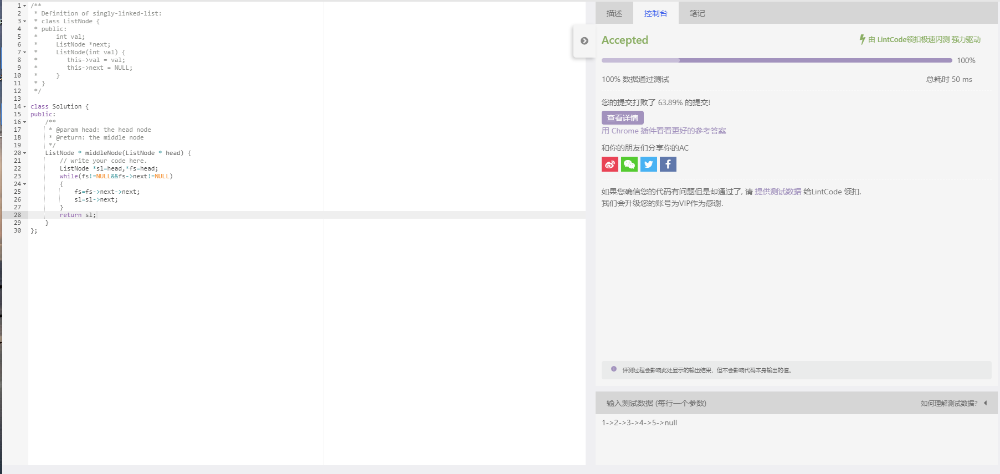 1 /**
2  * Definition of singly-linked-list:
3  * class ListNode {
4  * public:
5  *     int val;
6  *     ListNode *next;
7  *     ListNode(int val) {
8  *        this->val = val;
9  *        this->next = NULL;
10  *     }
11  * }
12  */
13
14 class Solution {
15 public:
16     /**
17      * @param head: the head node
18      * @return: the middle node
19      */
20     ListNode * middleNode(ListNode * head) {
21         // write your code here.
22         ListNode *sl=head,*fs=head;
23         while(fs!=NULL&&fs->next!=NULL)
24         {
25             fs=fs->next->next;
26             sl=sl->next;
27         }
28         return sl;
29     }
30 };
描述 控制台 笔记
Accepted 由 LintCode领扣极速闪测 强力驱动
100%
100% 数据通过测试 总耗时 50 ms
您的提交打败了 63.89% 的提交!
查看详情
用 Chrome 插件看看更好的参考答案
和你的朋友们分享你的AC
如果您确信您的代码有问题但是却通过了, 请 提供测试数据 给LintCode 领扣.
我们会升级您的账号为VIP作为感谢.
评测过程会影响此处显示的输出结果，但不会影响代码本身输出的值。
输入测试数据 (每行一个参数) 如何理解测试数据?
1->2->3->4->5->null